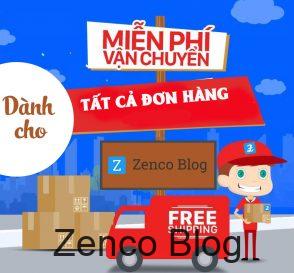 MIỄN PHÍ
VẬN CHUYỂN
Dành
cho
TẤT CẢ ĐƠN HÀNG
Z Zenco Blog
FREE
SHIPPING
Zenco Blog